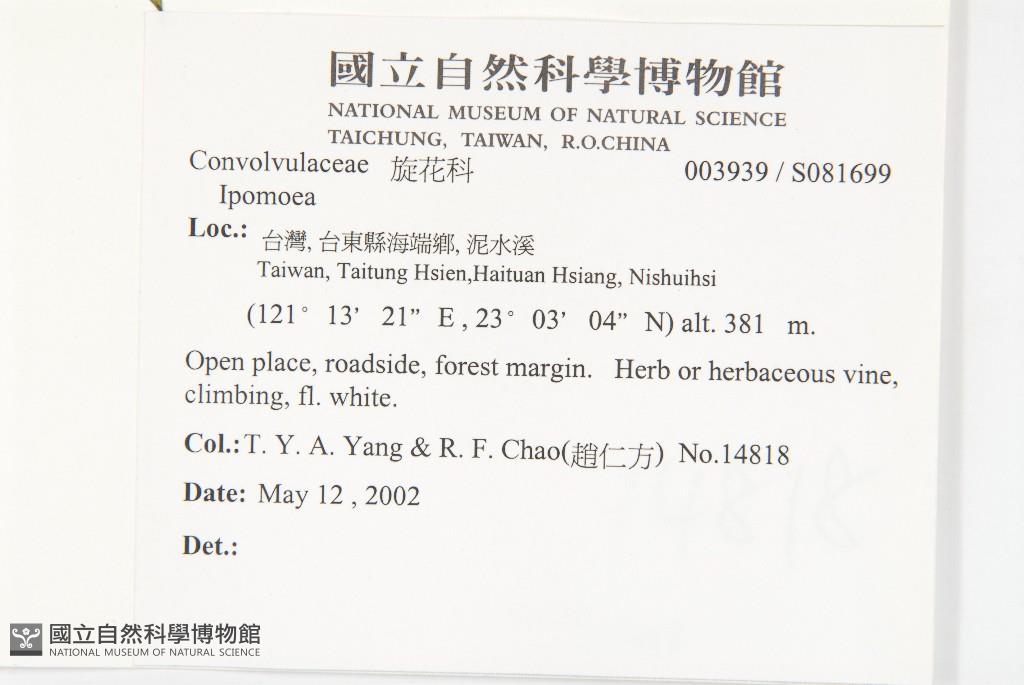 國立自然科學博物館
NATIONAL MUSEUM OF NATURAL SCIENCE
TAICHUNG, TAIWAN, R.O.CHINA
Convolvulaceae 旋花科 003939 / S081699
Ipomoea
Loc.: 台灣, 台東縣海端鄉, 泥水溪
Taiwan, Taitung Hsien,Haituan Hsiang, Nishuihsi
(121° 13’ 21” E , 23° 03’ 04” N) alt. 381 m.
Open place, roadside, forest margin. Herb or herbaceous vine,
climbing, fl. white.
Col.: T. Y. A. Yang & R. F. Chao(趙仁方) No.14818
Date: May 12 , 2002
Det.:
國立自然科學博物館
NATIONAL MUSEUM OF NATURAL SCIENCE